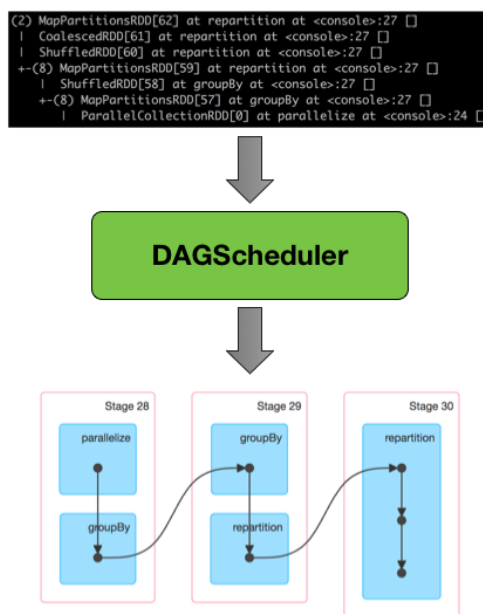 (2) MapPartitionsRDD[62] at repartition at <console>:27 []
| CoalescedRDD[61] at repartition at <console>:27 []
| ShuffledRDD[60] at repartition at <console>:27 []
+-(8) MapPartitionsRDD[59] at repartition at <console>:27 []
| ShuffledRDD[58] at groupBy at <console>:27 []
+-(8) MapPartitionsRDD[57] at groupBy at <console>:27 []
| ParallelCollectionRDD[0] at parallelize at <console>:24 []
DAGScheduler
Stage 28
Stage 29
Stage 30
parallelize
groupBy
repartition
groupBy
repartition